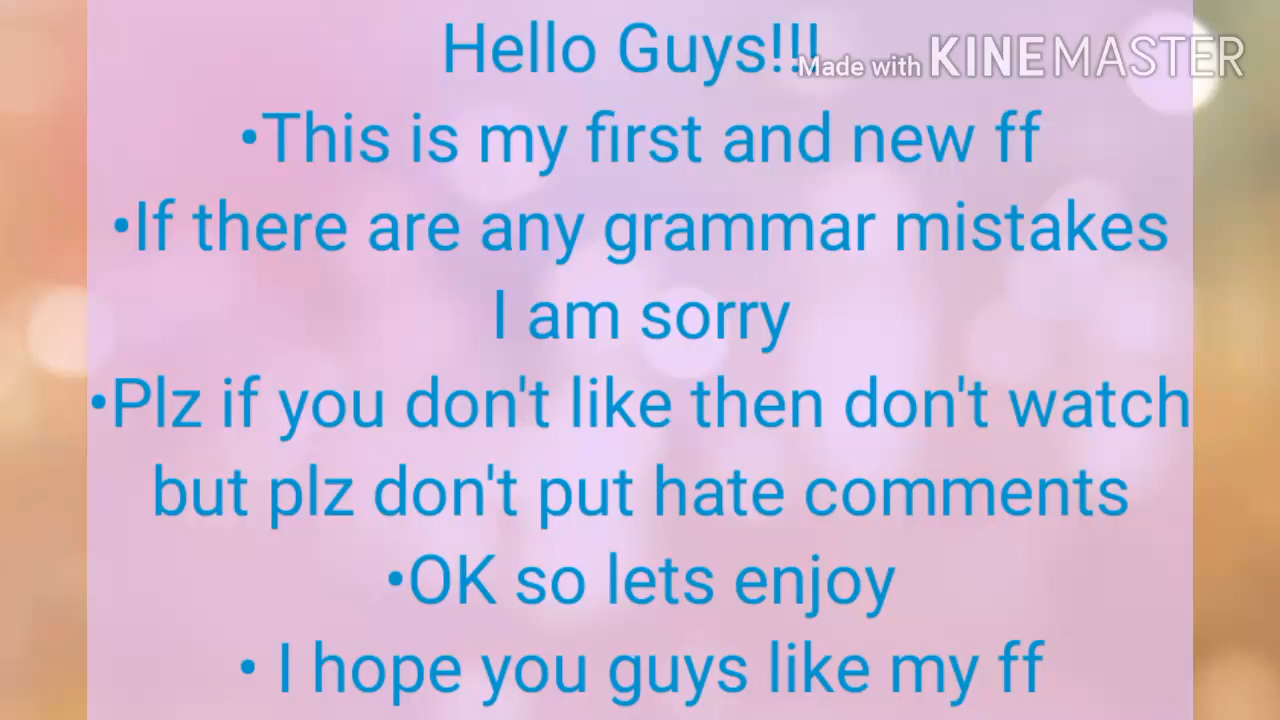 Hello Guys!!!
Made with KINEMASTER
•This is my first and new ff
•If there are any grammar mistakes
I am sorry
•Plz if you don't like then don't watch
but plz don't put hate comments
•OK so lets enjoy
• I hope you guys like my ff